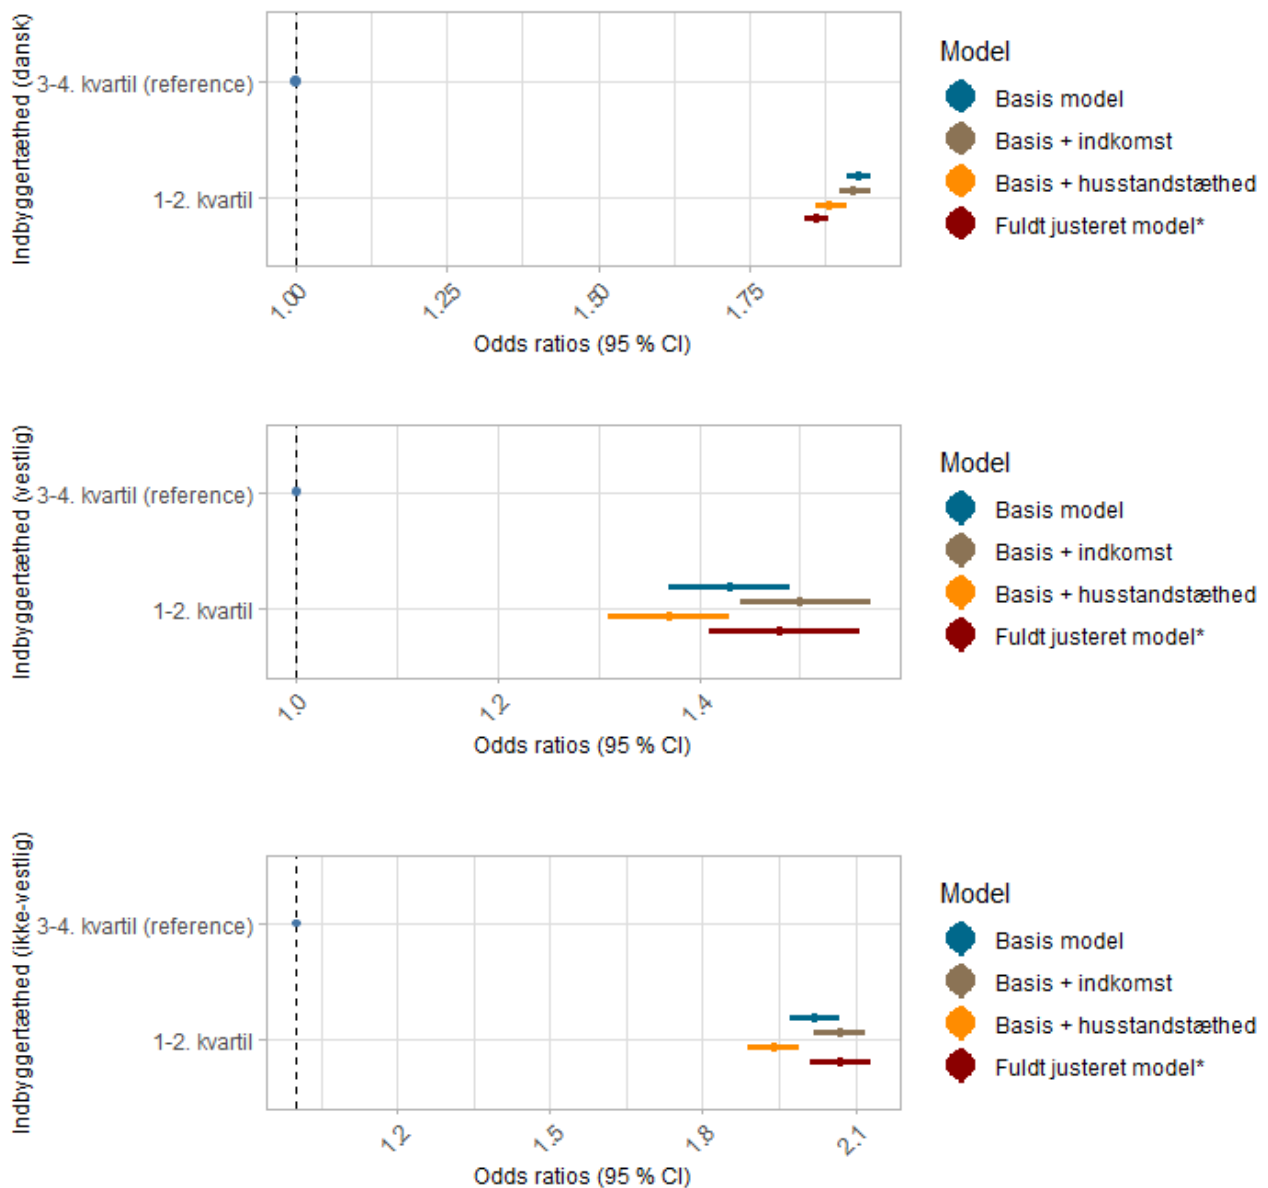 Indbyggertæthed (dansk)
3-4. kvartil (reference)
1-2. kvartil
1.00
1.25
1.50
1.75
Odds ratios (95 % CI)
Model
Basis model
Basis + indkomst
Basis + husstandstæthed
Fuldt justeret model*
Indbyggertæthed (vestlig)
3-4. kvartil (reference)
1-2. kvartil
1.0
1.2
1.4
Odds ratios (95 % CI)
Model
Basis model
Basis + indkomst
Basis + husstandstæthed
Fuldt justeret model*
Indbyggertæthed (ikke-vestlig)
3-4. kvartil (reference)
1-2. kvartil
1.2
1.5
1.8
2.1
Odds ratios (95 % CI)
Model
Basis model
Basis + indkomst
Basis + husstandstæthed
Fuldt justeret model*